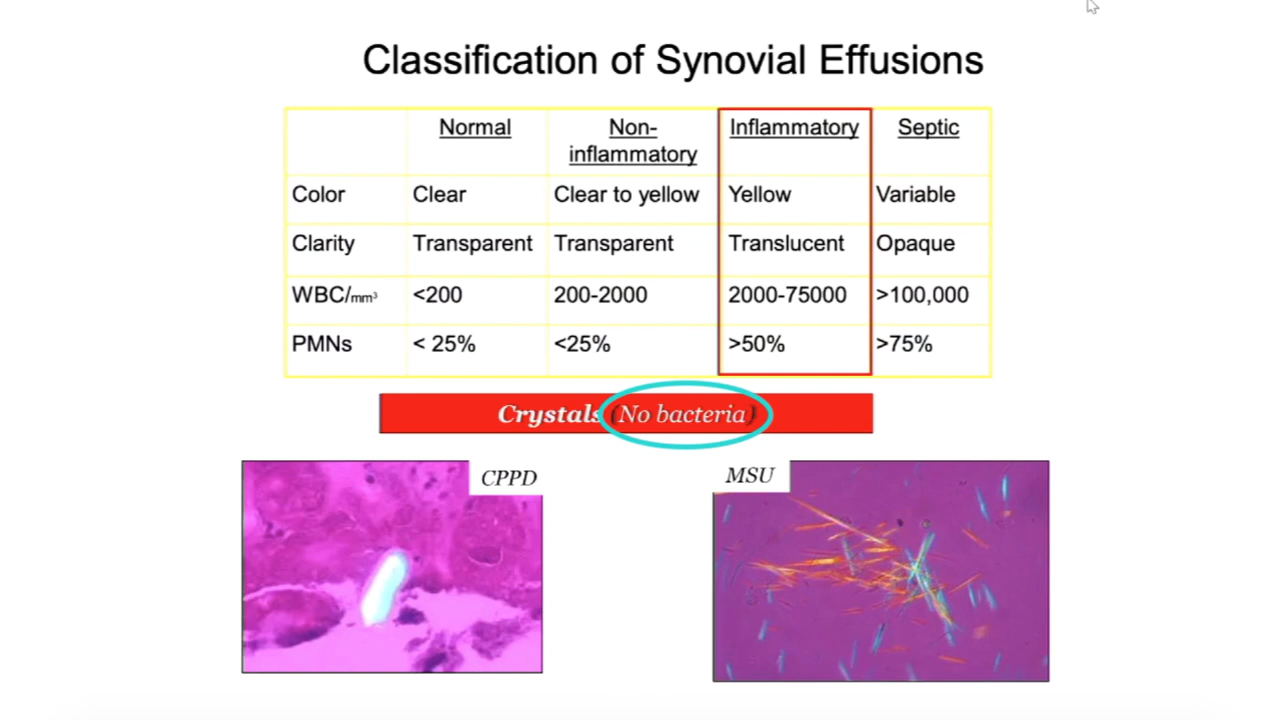 Classification of Synovial Effusions
Normal Non-inflammatory Inflammatory Septic
Color Clear Clear to yellow Yellow Variable
Clarity Transparent Transparent Translucent Opaque
WBC/mm³ <200 200-2000 2000-75000 >100,000
PMNs < 25% <25% >50% >75%
Crystals (No bacteria)
CPPD
MSU